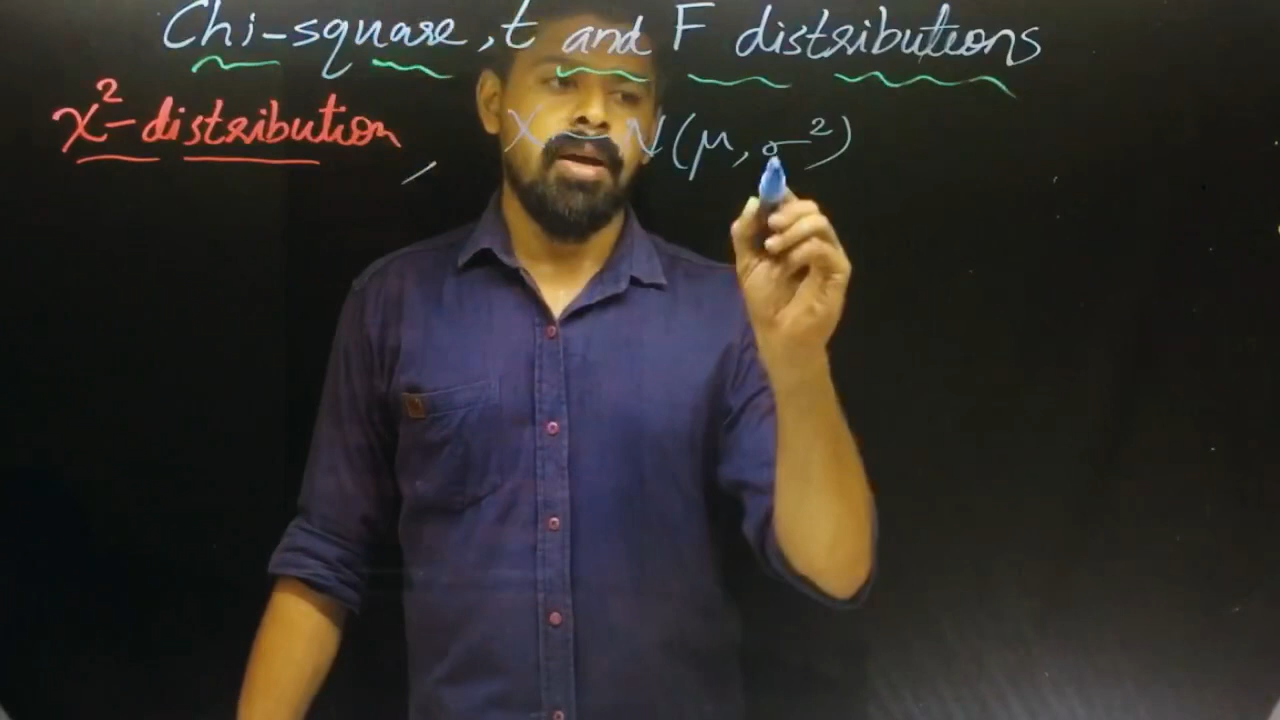 Chi-square, t and F distributions
χ²-distribution, X ~ N(μ, σ²)